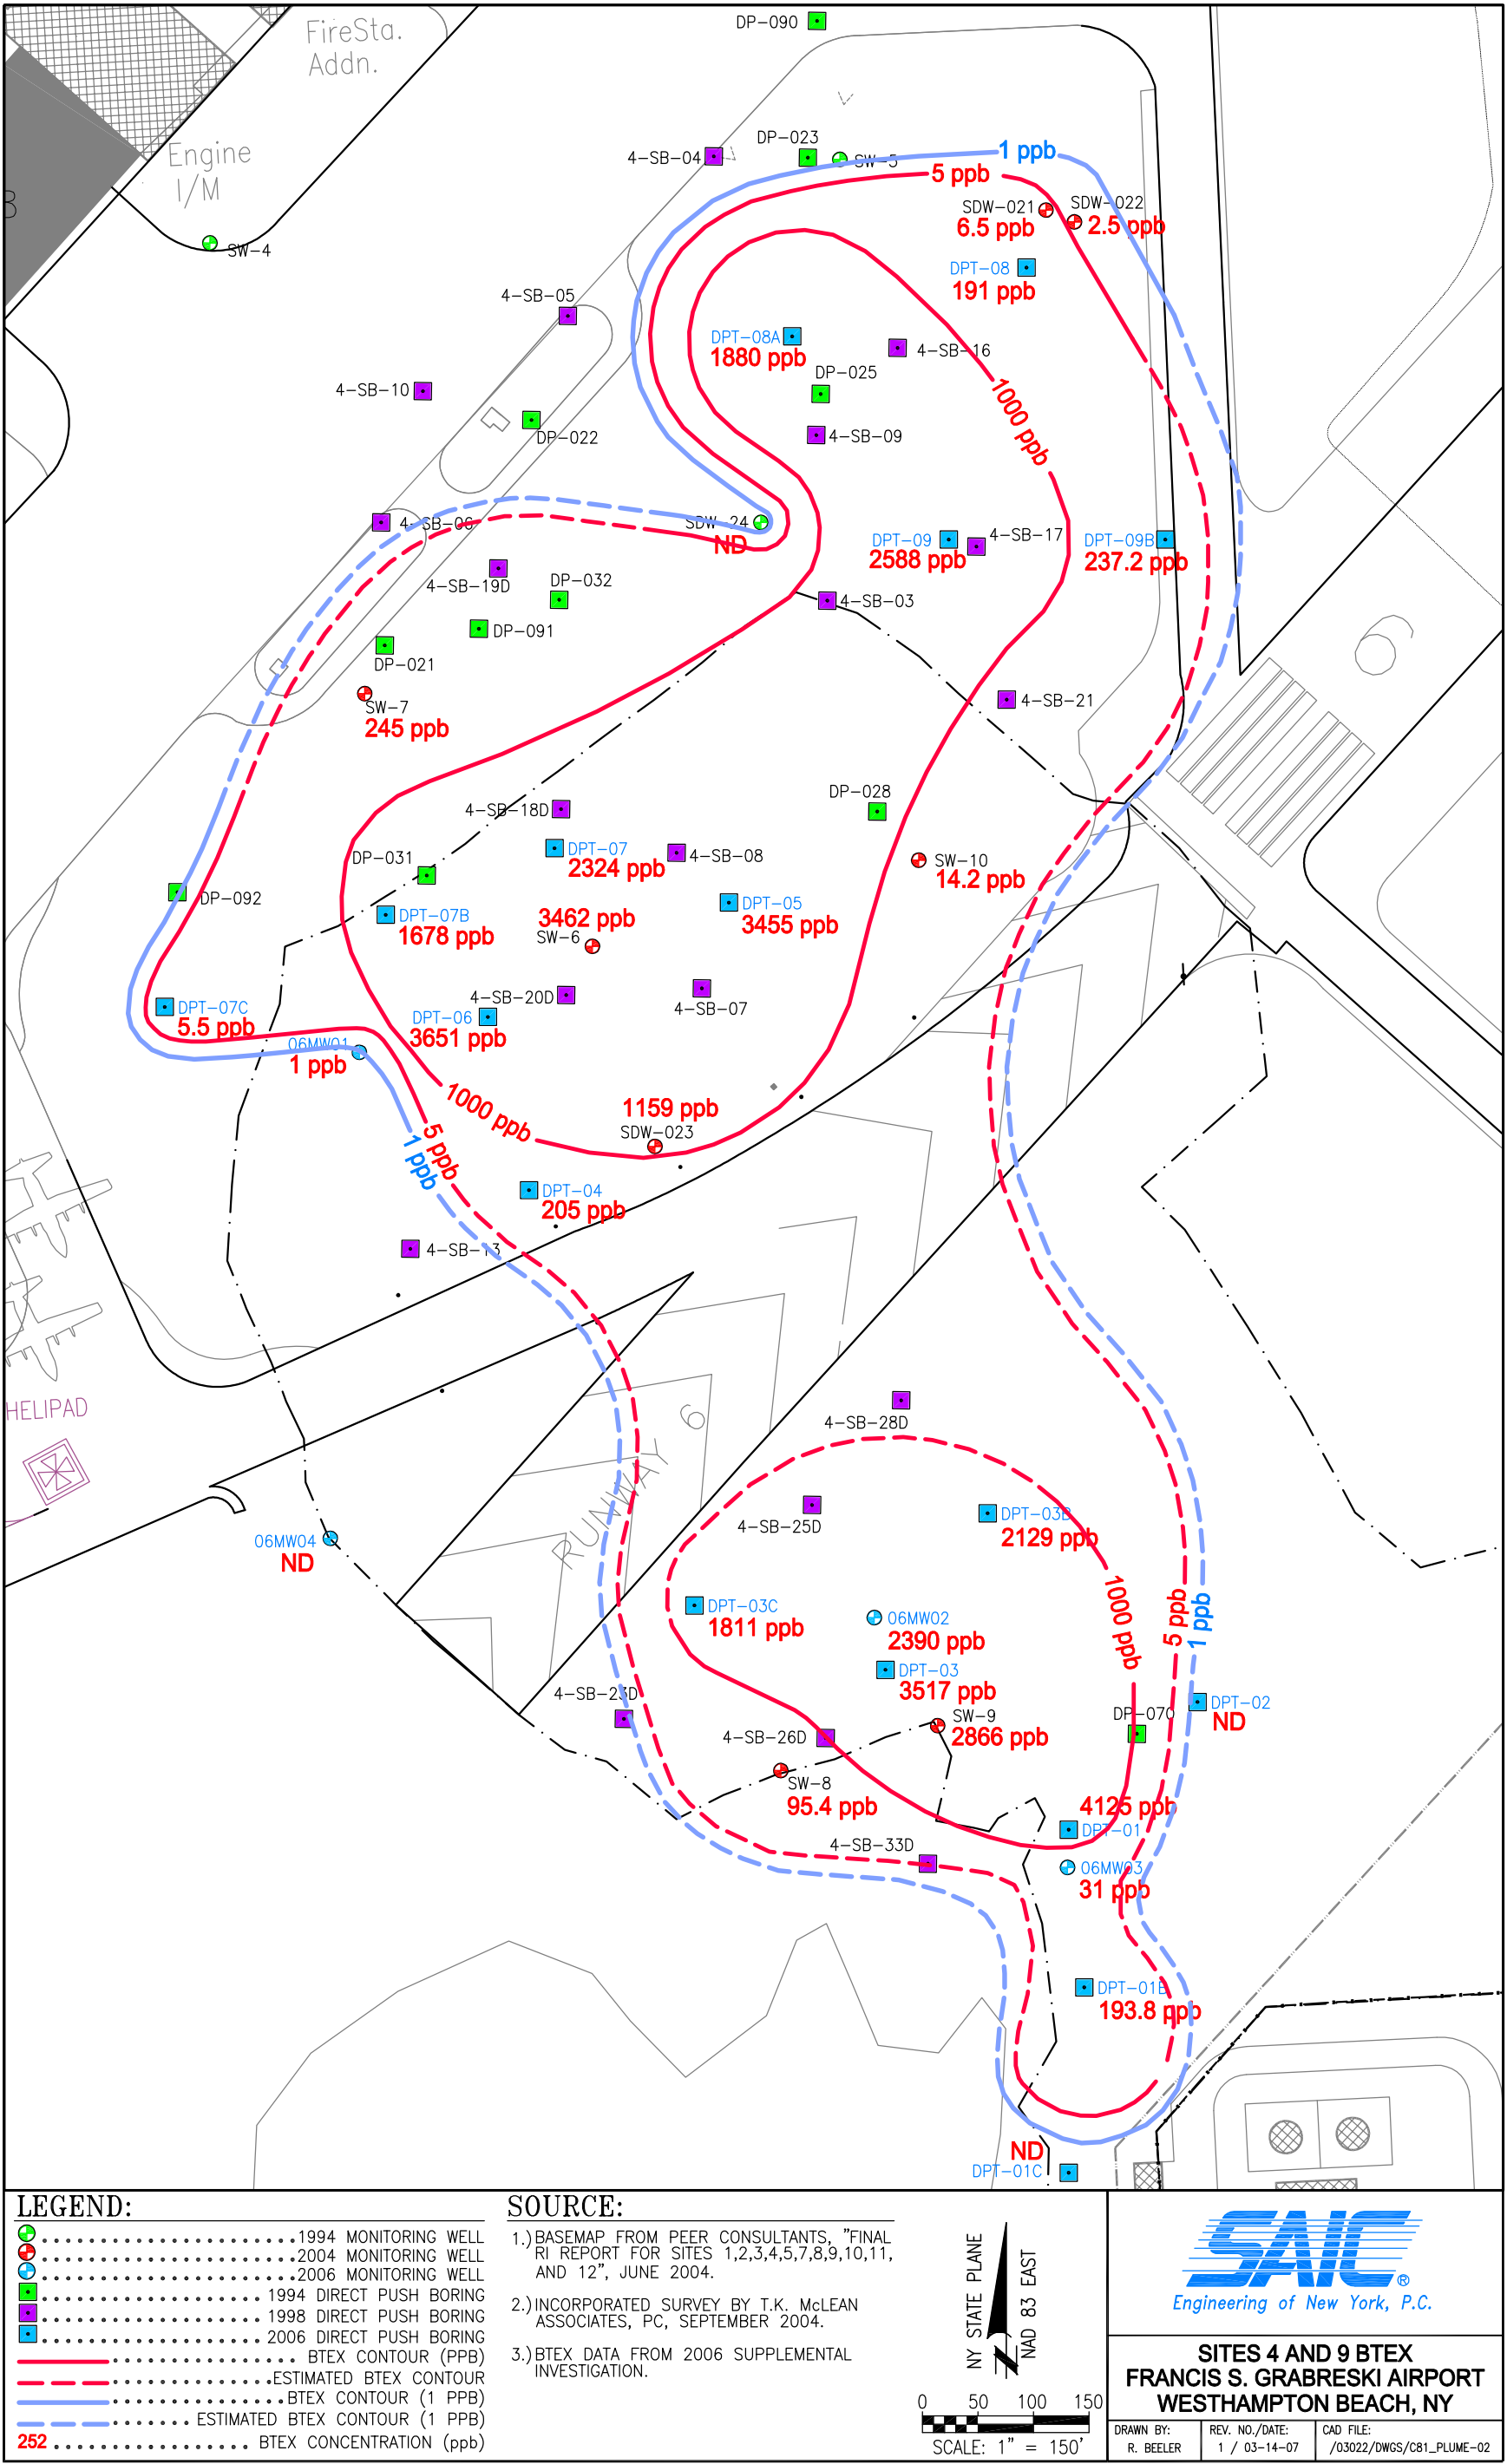 FireSta.
Addn.
Engine
I/M
B
DP-090
DP-023
SW-5
4-SB-04
1 ppb
5 ppb
SDW-021
6.5 ppb
SDW-022
2.5 ppb
SW-4
DPT-08
191 ppb
4-SB-05
DPT-08A
1880 ppb
4-SB-16
DP-025
4-SB-10
1000 ppb
DP-022
4-SB-09
4-SB-06
SDW-24
ND
DPT-09
2588 ppb
4-SB-17
DPT-09B
237.2 ppb
4-SB-19D
DP-032
4-SB-03
DP-091
DP-021
SW-7
245 ppb
4-SB-21
4-SB-18D
DP-028
DPT-07
2324 ppb
4-SB-08
DP-031
SW-10
14.2 ppb
DP-092
DPT-07B
1678 ppb
DPT-05
3455 ppb
3462 ppb
SW-6
4-SB-20D
4-SB-07
DPT-07C
5.5 ppb
DPT-06
3651 ppb
06MW01
1 ppb
1000 ppb
1159 ppb
SDW-023
5 ppb
1 ppb
DPT-04
205 ppb
4-SB-13
HELIPAD
RUNWAY 6
4-SB-28D
4-SB-25D
DPT-03B
2129 ppb
06MW04
ND
DPT-03C
1811 ppb
06MW02
2390 ppb
1000 ppb
5 ppb
1 ppb
DPT-03
3517 ppb
4-SB-23D
DPT-02
ND
4-SB-26D
SW-9
2866 ppb
DP-070
SW-8
95.4 ppb
4125 ppb
DPT-01
4-SB-33D
06MW03
31 ppb
DPT-01B
193.8 ppb
ND
DPT-01C
LEGEND:
1994 MONITORING WELL
2004 MONITORING WELL
2006 MONITORING WELL
1994 DIRECT PUSH BORING
1998 DIRECT PUSH BORING
2006 DIRECT PUSH BORING
BTEX CONTOUR (PPB)
ESTIMATED BTEX CONTOUR
BTEX CONTOUR (1 PPB)
ESTIMATED BTEX CONTOUR (1 PPB)
252 BTEX CONCENTRATION (ppb)
SOURCE:
1.) BASEMAP FROM PEER CONSULTANTS, "FINAL
RI REPORT FOR SITES 1,2,3,4,5,7,8,9,10,11,
AND 12", JUNE 2004.
2.) INCORPORATED SURVEY BY T.K. McLEAN
ASSOCIATES, PC, SEPTEMBER 2004.
3.) BTEX DATA FROM 2006 SUPPLEMENTAL
INVESTIGATION.
NY STATE PLANE
NAD 83 EAST
N
0 50 100 150
SCALE: 1" = 150'
SAIC®
Engineering of New York, P.C.
SITES 4 AND 9 BTEX
FRANCIS S. GRABRESKI AIRPORT
WESTHAMPTON BEACH, NY
DRAWN BY:
R. BEELER
REV. NO./DATE:
1 / 03-14-07
CAD FILE:
/03022/DWGS/C81_PLUME-02